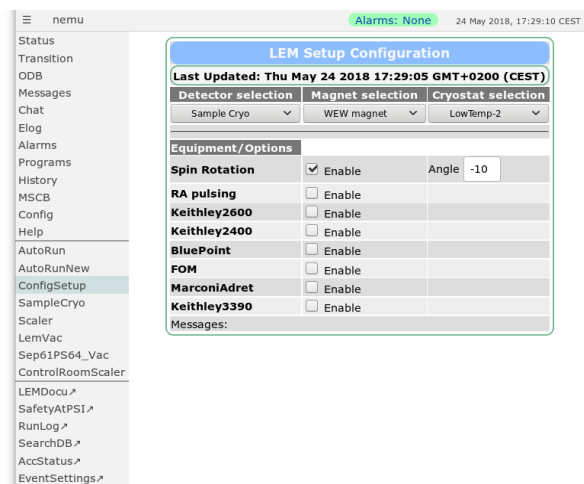 ☰ nemu
Alarms: None
24 May 2018, 17:29:10 CEST
Status
Transition
ODB
Messages
Chat
Elog
Alarms
Programs
History
MSCB
Config
Help
AutoRun
AutoRunNew
ConfigSetup
SampleCryo
Scaler
LemVac
Sep61PS64_Vac
ControlRoomScaler
LEMDocu↗
SafetyAtPSI↗
RunLog↗
SearchDB↗
AccStatus↗
EventSettings↗
LEM Setup Configuration
Last Updated: Thu May 24 2018 17:29:05 GMT+0200 (CEST)
Detector selection Magnet selection Cryostat selection
Sample Cryo WEW magnet LowTemp-2
Equipment/Options
Spin Rotation Enable Angle -10
RA pulsing Enable
Keithley2600 Enable
Keithley2400 Enable
BluePoint Enable
FOM Enable
MarconiAdret Enable
Keithley3390 Enable
Messages: